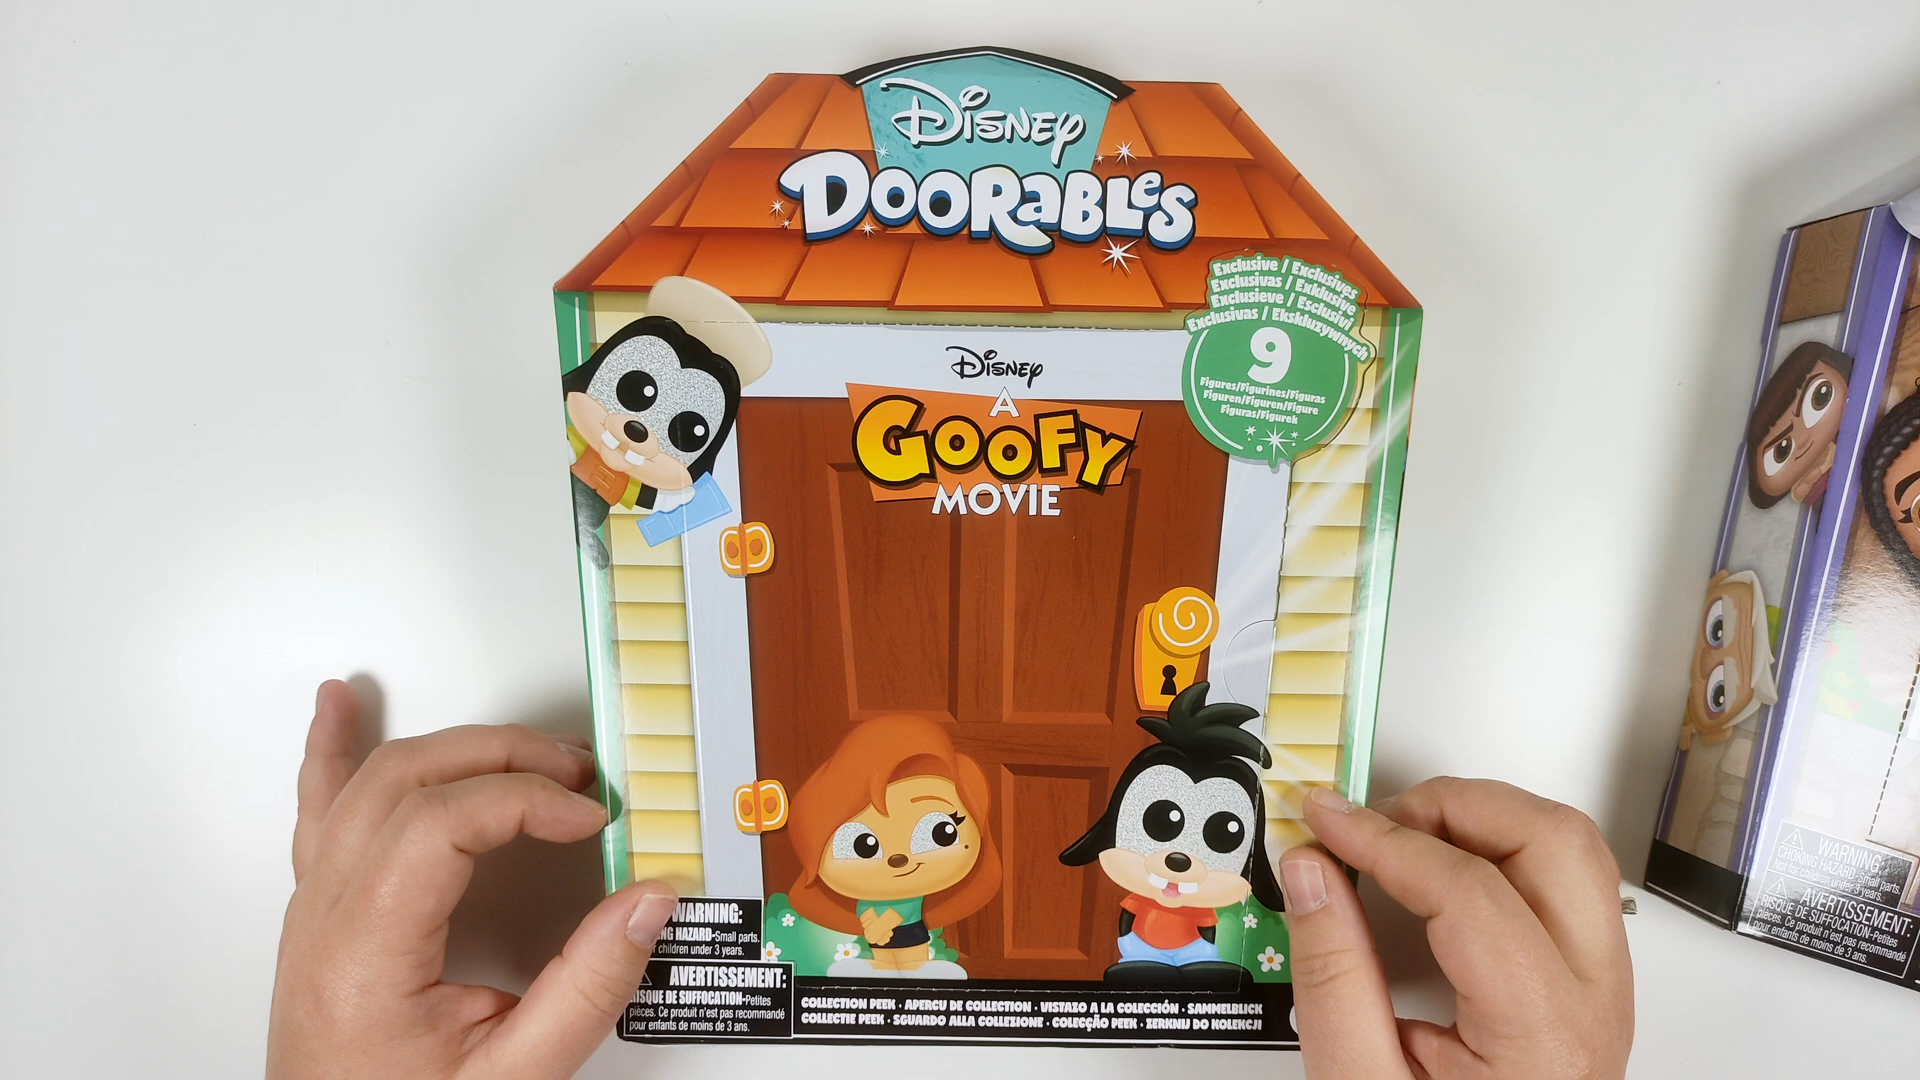 Disney
Doorables
Exclusive / Exclusives
Exclusivas / Exklusive
Exclusieve / Esclusivi
Exclusivas / Ekskluzywnych
9
Figures/Figurines/Figuras
Figuren/Figuren/Figure
Figuras/Figurek
Disney
A
GOOFY
MOVIE
WARNING:
HAZARD-Small parts.
children under 3 years.
AVERTISSEMENT:
DE SUFFOCATION-Petites
pièces. Ce produit n'est pas recommandé
pour enfants de moins de 3 ans.
COLLECTION PEEK · APERCU DE COLLECTION · VISTAZO A LA COLECCIÓN · SAMMELBLICK
COLLECTIE PEEK · SGUARDO ALLA COLLEZIONE · COLECÇÃO PEEK · ZERKNIJ DO KOLEKCJI
WARNING:
CHOKING HAZARD-Small parts.
Not for children under 3 years.
AVERTISSEMENT:
RISQUE DE SUFFOCATION-Petites
pièces. Ce produit n'est pas recommandé
pour enfants de moins de 3 ans.